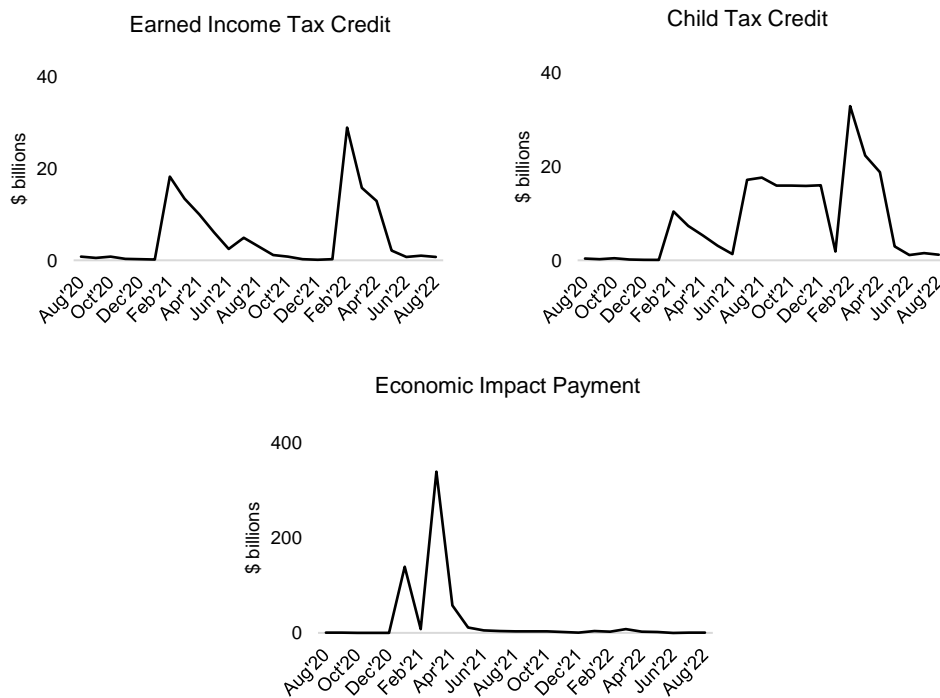 Earned Income Tax Credit
$ billions
40
20
0
Aug'20
Oct'20
Dec'20
Feb'21
Apr'21
Jun'21
Aug'21
Oct'21
Dec'21
Feb'22
Apr'22
Jun'22
Aug'22
Child Tax Credit
$ billions
40
20
0
Aug'20
Oct'20
Dec'20
Feb'21
Apr'21
Jun'21
Aug'21
Oct'21
Dec'21
Feb'22
Apr'22
Jun'22
Aug'22
Economic Impact Payment
$ billions
400
200
0
Aug'20
Oct'20
Dec'20
Feb'21
Apr'21
Jun'21
Aug'21
Oct'21
Dec'21
Feb'22
Apr'22
Jun'22
Aug'22